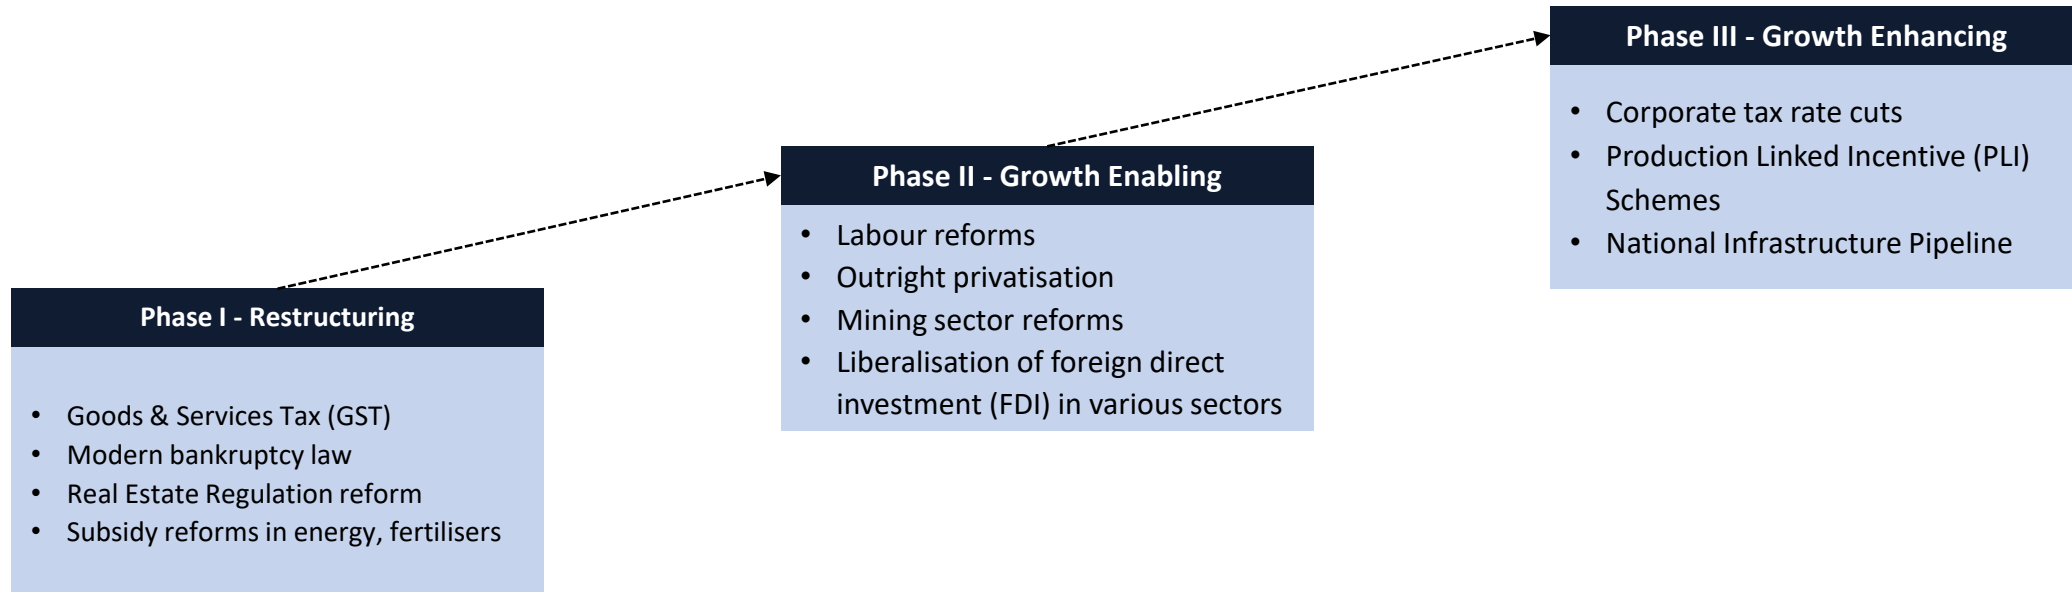 Phase I - Restructuring
• Goods & Services Tax (GST)
• Modern bankruptcy law
• Real Estate Regulation reform
• Subsidy reforms in energy, fertilisers
Phase II - Growth Enabling
• Labour reforms
• Outright privatisation
• Mining sector reforms
• Liberalisation of foreign direct
investment (FDI) in various sectors
Phase III - Growth Enhancing
• Corporate tax rate cuts
• Production Linked Incentive (PLI)
Schemes
• National Infrastructure Pipeline